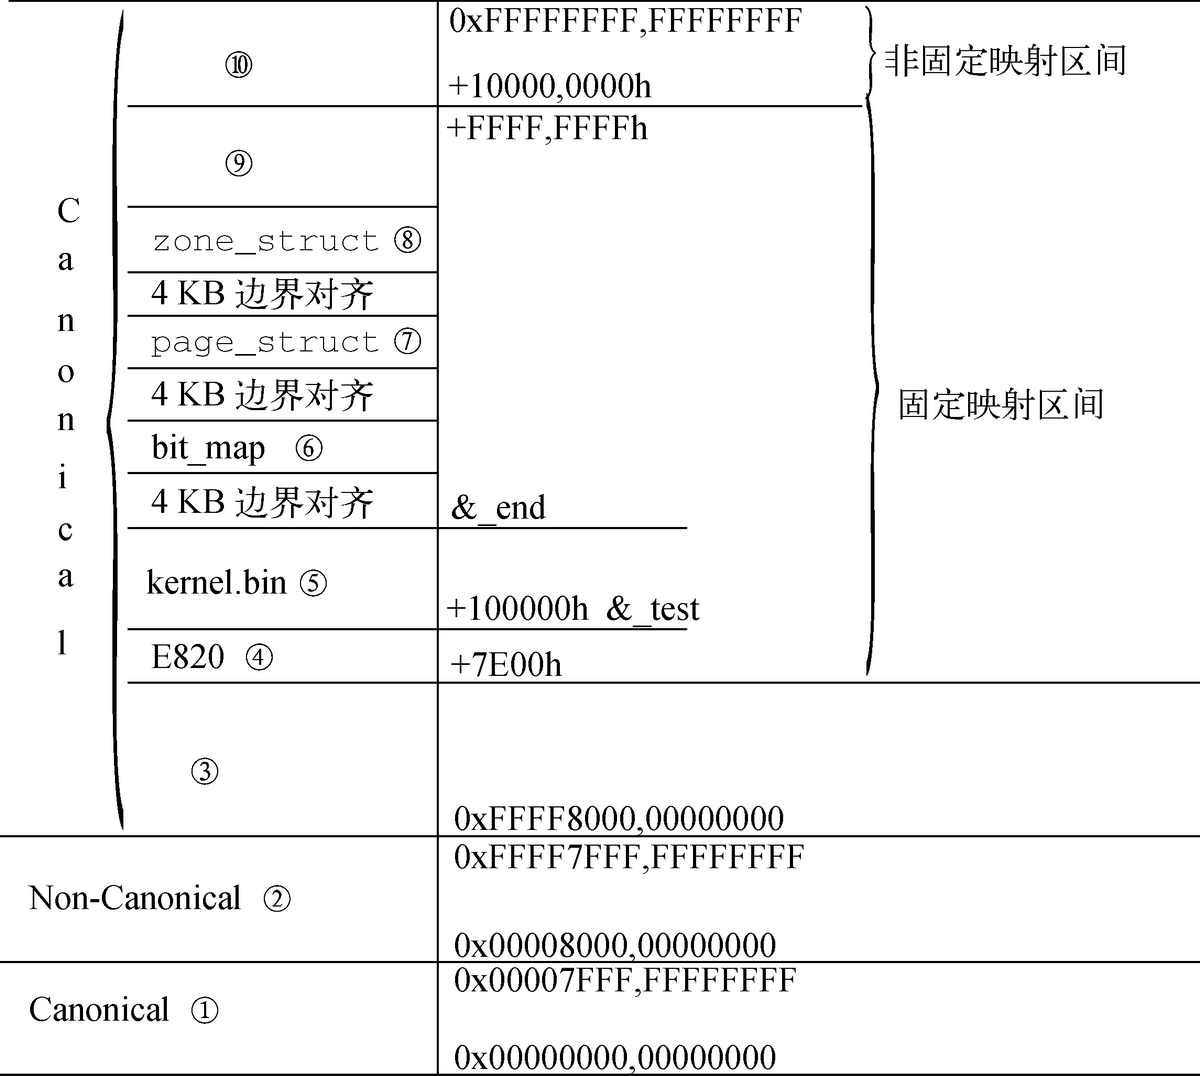 0xFFFFFFFF,FFFFFFFF
⑩
非固定映射区间
+10000,0000h
+FFFF,FFFFh
⑨
Canonical
zone_struct ⑧
4 KB 边界对齐
page_struct ⑦
4 KB 边界对齐
固定映射区间
bit_map ⑥
4 KB 边界对齐
&_end
kernel.bin ⑤
+100000h &_test
E820 ④
+7E00h
③
0xFFFF8000,00000000
0xFFFF7FFF,FFFFFFFF
Non-Canonical ②
0x00008000,00000000
0x00007FFF,FFFFFFFF
Canonical ①
0x00000000,00000000